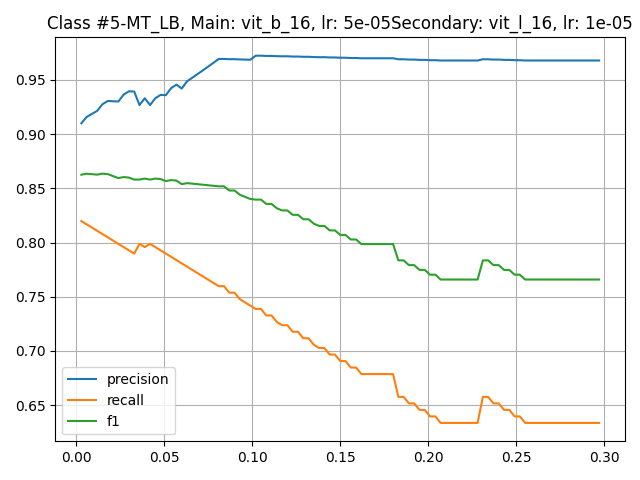 Class #5-MT_LB, Main: vit_b_16, lr: 5e-05Secondary: vit_l_16, lr: 1e-05
0.95
0.90
0.85
0.80
0.75
0.70
0.65
precision
recall
f1
0.00 0.05 0.10 0.15 0.20 0.25 0.30